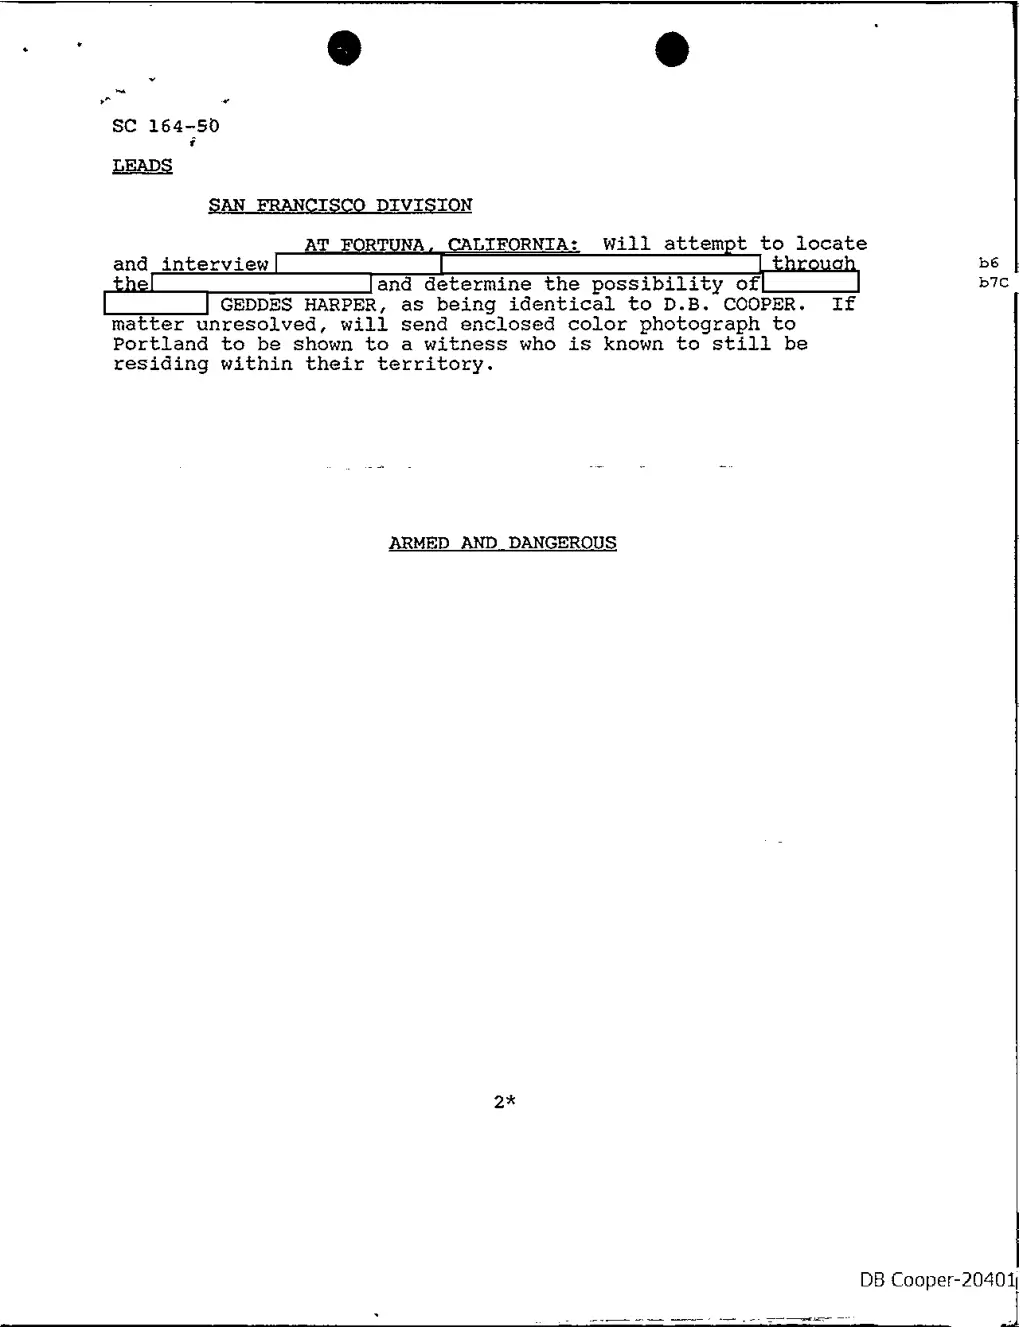 SC 164-50
LEADS
SAN FRANCISCO DIVISION
AT FORTUNA, CALIFORNIA: Will attempt to locate
and interview through b6
the and determine the possibility of b7C
GEDDES HARPER, as being identical to D.B. COOPER. If
matter unresolved, will send enclosed color photograph to
Portland to be shown to a witness who is known to still be
residing within their territory.
ARMED AND DANGEROUS
2*
DB Cooper-20401